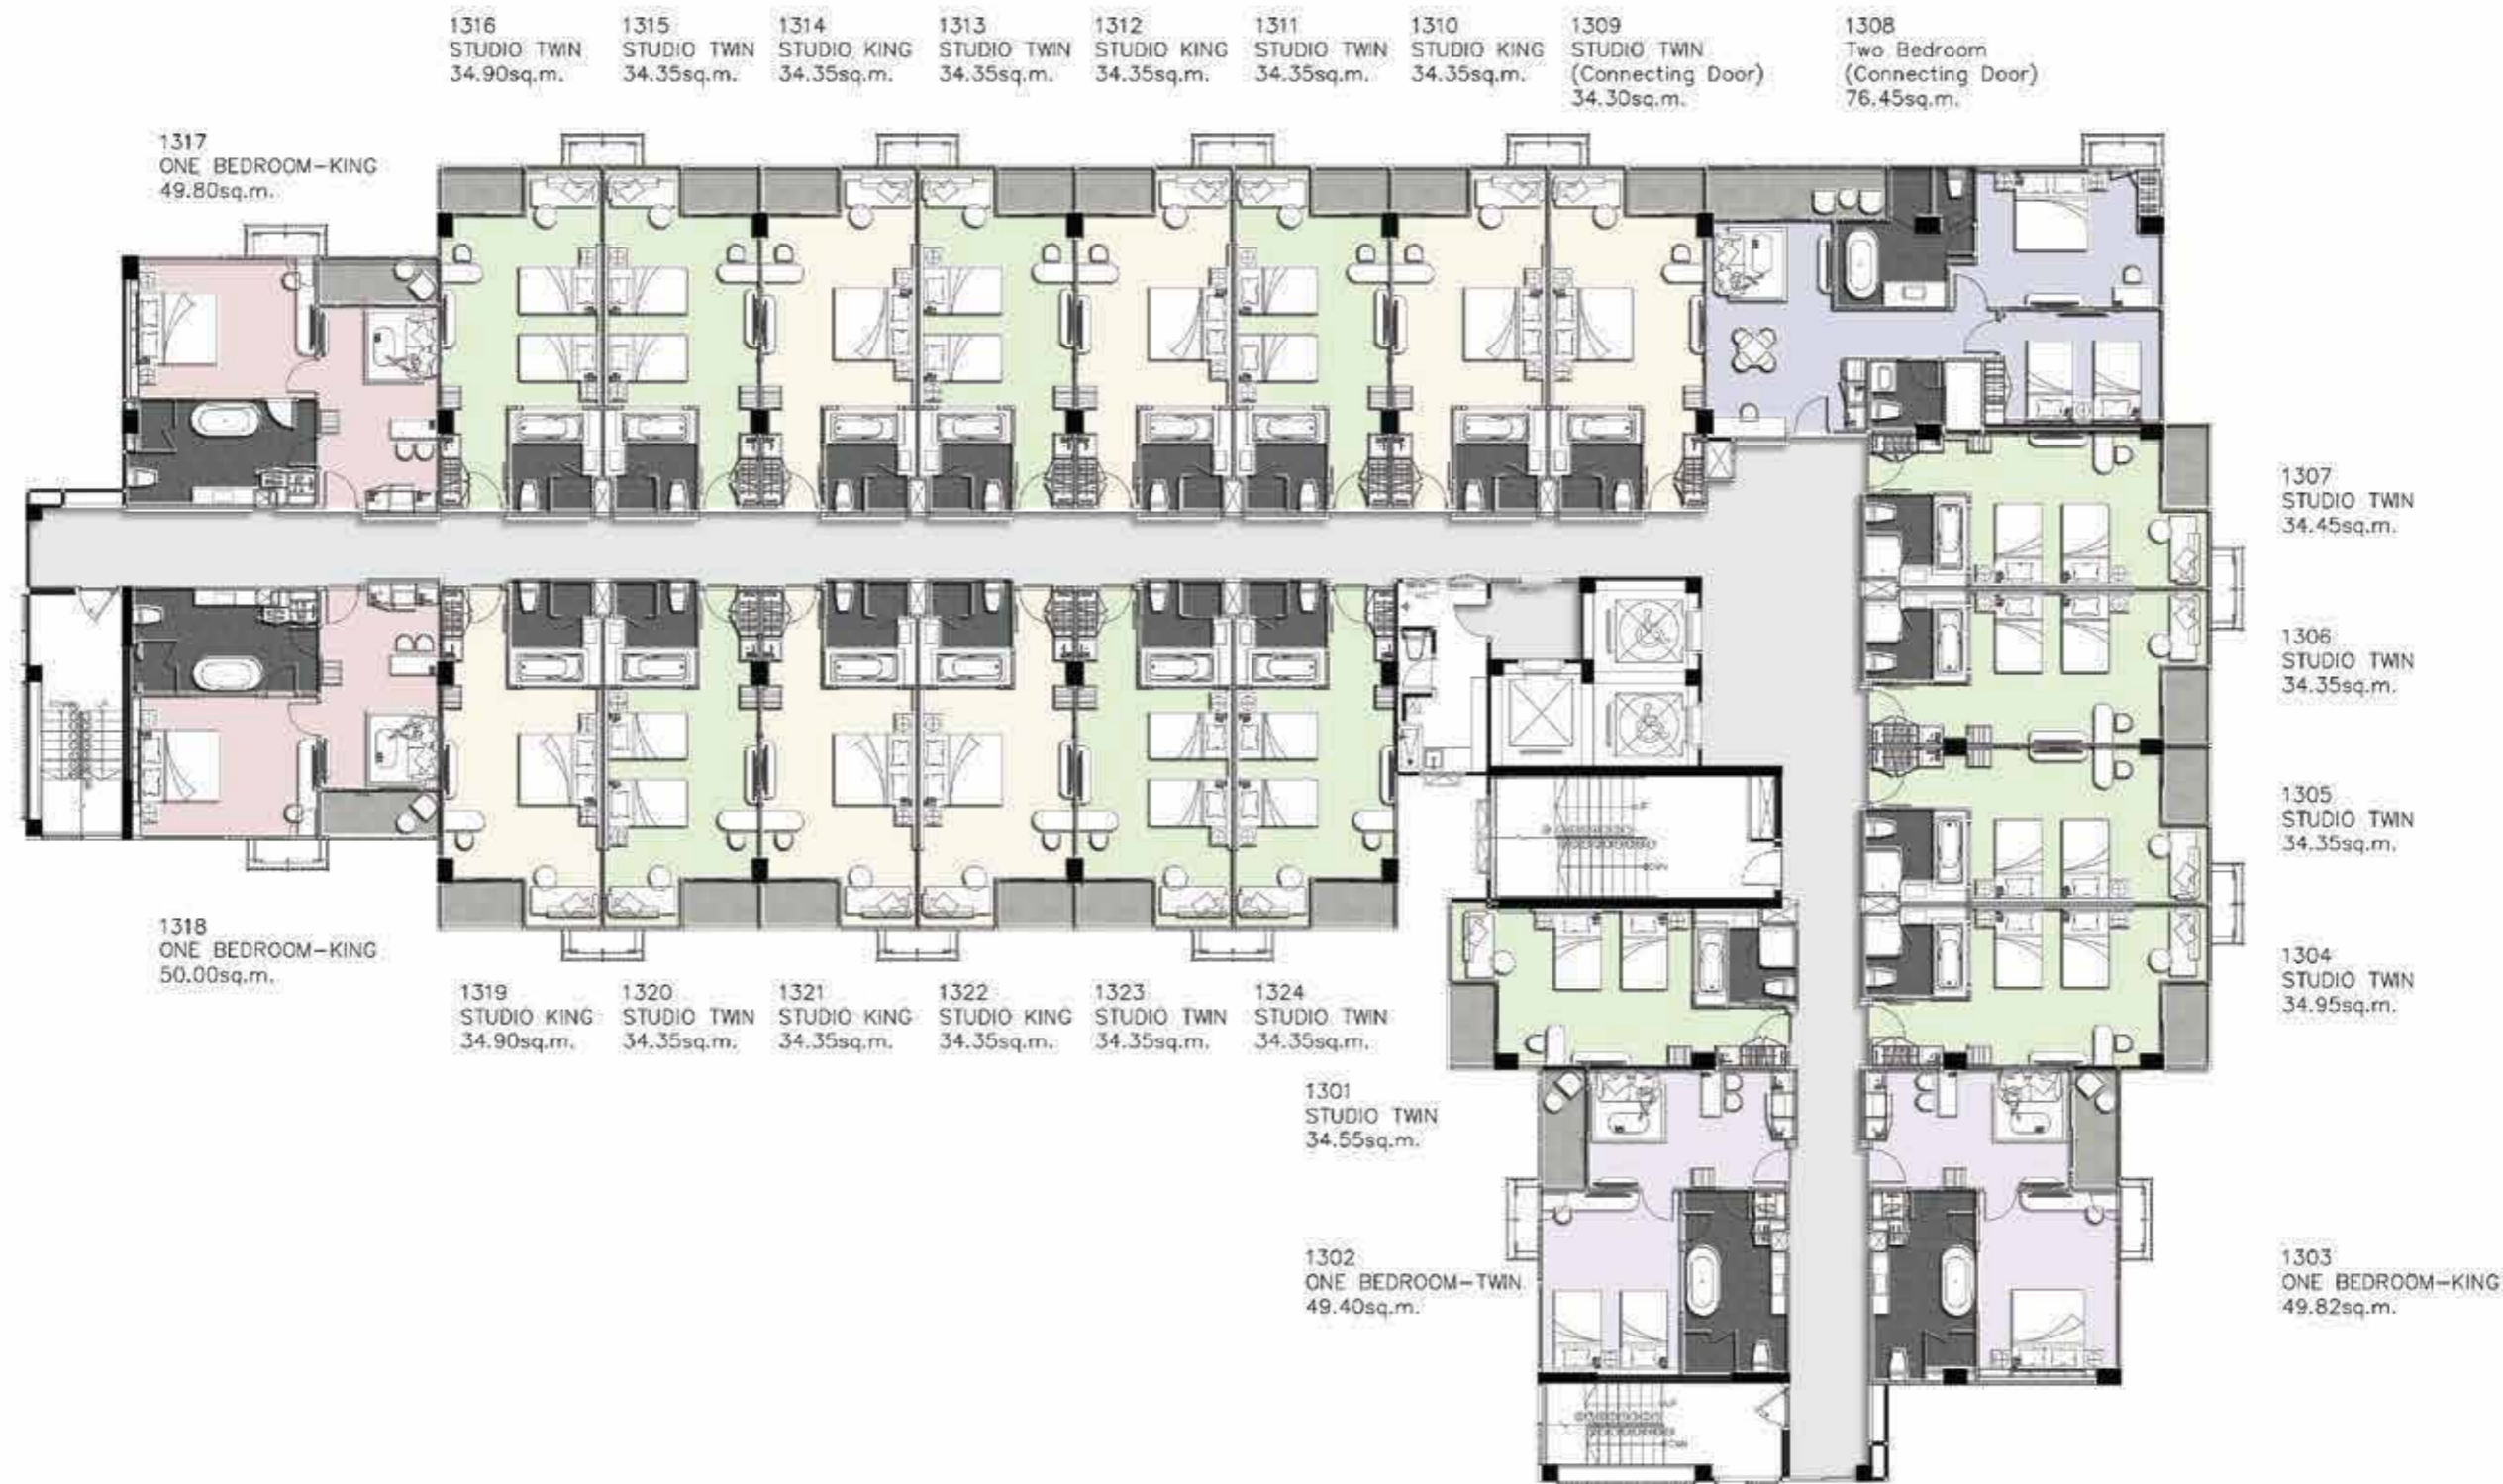 1316
STUDIO TWIN
34.90sq.m.
1315
STUDIO TWIN
34.35sq.m.
1314
STUDIO KING
34.35sq.m.
1313
STUDIO TWIN
34.35sq.m.
1312
STUDIO KING
34.35sq.m.
1311
STUDIO TWIN
34.35sq.m.
1310
STUDIO KING
34.35sq.m.
1309
STUDIO TWIN
(Connecting Door)
34.30sq.m.
1308
Two Bedroom
(Connecting Door)
76.45sq.m.
1317
ONE BEDROOM-KING
49.80sq.m.
1307
STUDIO TWIN
34.45sq.m.
1306
STUDIO TWIN
34.35sq.m.
1305
STUDIO TWIN
34.35sq.m.
1304
STUDIO TWIN
34.95sq.m.
1318
ONE BEDROOM-KING
50.00sq.m.
1319
STUDIO KING
34.90sq.m.
1320
STUDIO TWIN
34.35sq.m.
1321
STUDIO KING
34.35sq.m.
1322
STUDIO KING
34.35sq.m.
1323
STUDIO TWIN
34.35sq.m.
1324
STUDIO TWIN
34.35sq.m.
1301
STUDIO TWIN
34.55sq.m.
1302
ONE BEDROOM-TWIN
49.40sq.m.
1303
ONE BEDROOM-KING
49.82sq.m.